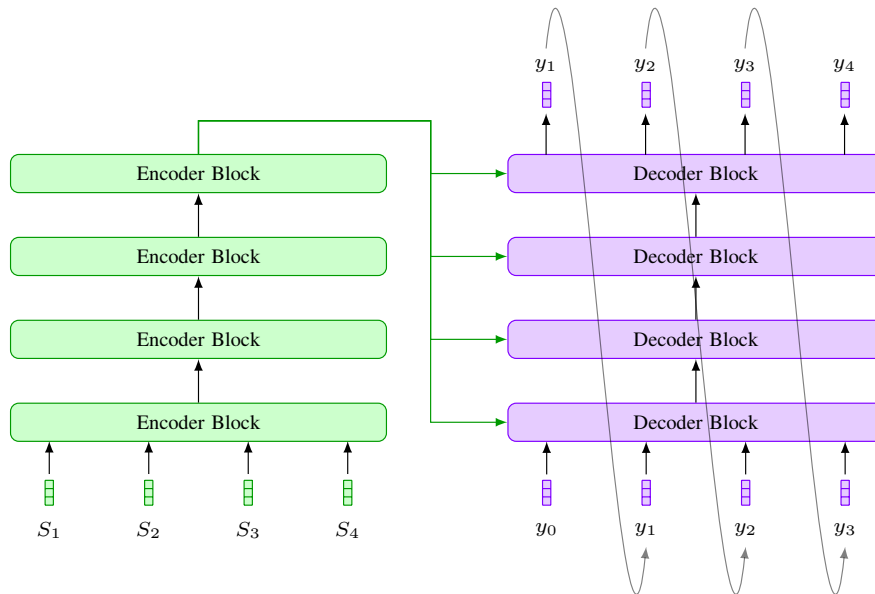 y₁ y₂ y₃ y₄
Encoder Block Decoder Block
Encoder Block Decoder Block
Encoder Block Decoder Block
Encoder Block Decoder Block
S₁ S₂ S₃ S₄ y₀ y₁ y₂ y₃